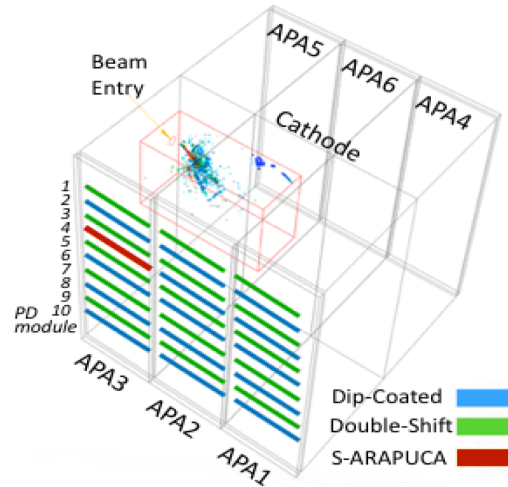 APA5
APA6
APA4
Beam
Entry
Cathode
1
2
3
4
5
6
7
8
9
10
PD
module
APA3
APA2
APA1
Dip-Coated
Double-Shift
S-ARAPUCA